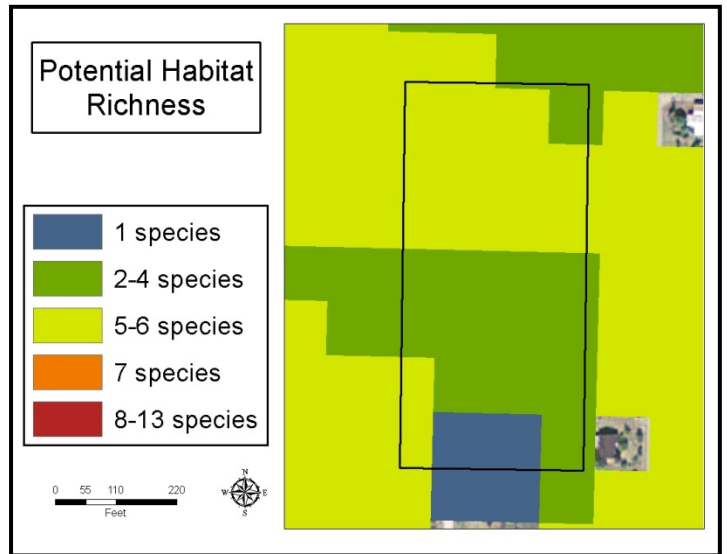 Potential Habitat
Richness
1 species
2-4 species
5-6 species
7 species
8-13 species
0 55 110 220
Feet
N
W E
S